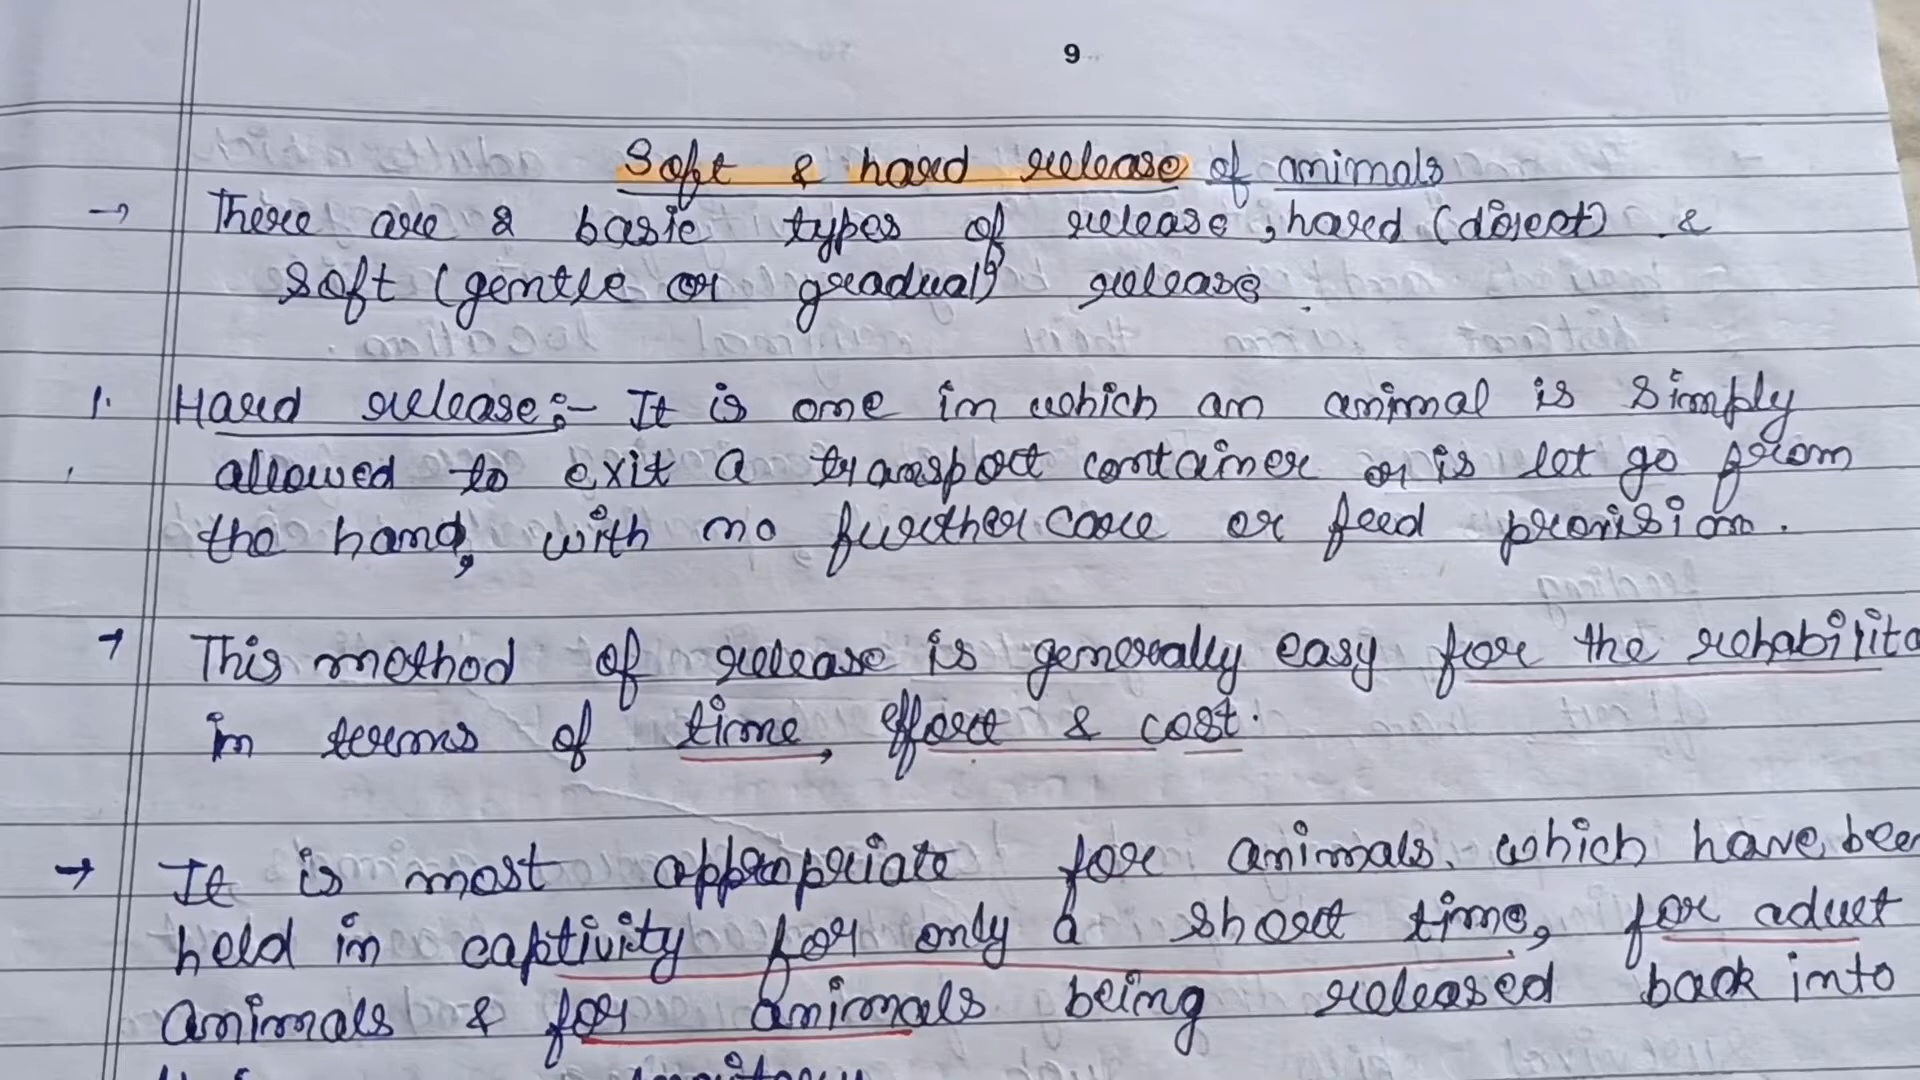 9
Soft & hard release of animals
→ There are 2 basic types of release, hard (direct) &
soft (gentle or gradual) release.
1. Hard release:- It is one in which an animal is simply
allowed to exit a transport container or is let go from
the hand, with no further care or feed provision.
→ This method of release is generally easy for the rehabilita
in terms of time, effort & cost.
→ It is most appropriate for animals which have been
held in captivity for only a short time, for adult
animals & for animals being released back into